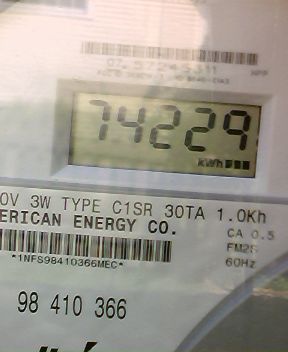 74229
kWh
0V 3W TYPE C1SR 30TA 1.0Kh
ERICAN ENERGY CO.
CA 0.5
FM2S
60Hz
*1NFS98410366MEC*
98 410 366